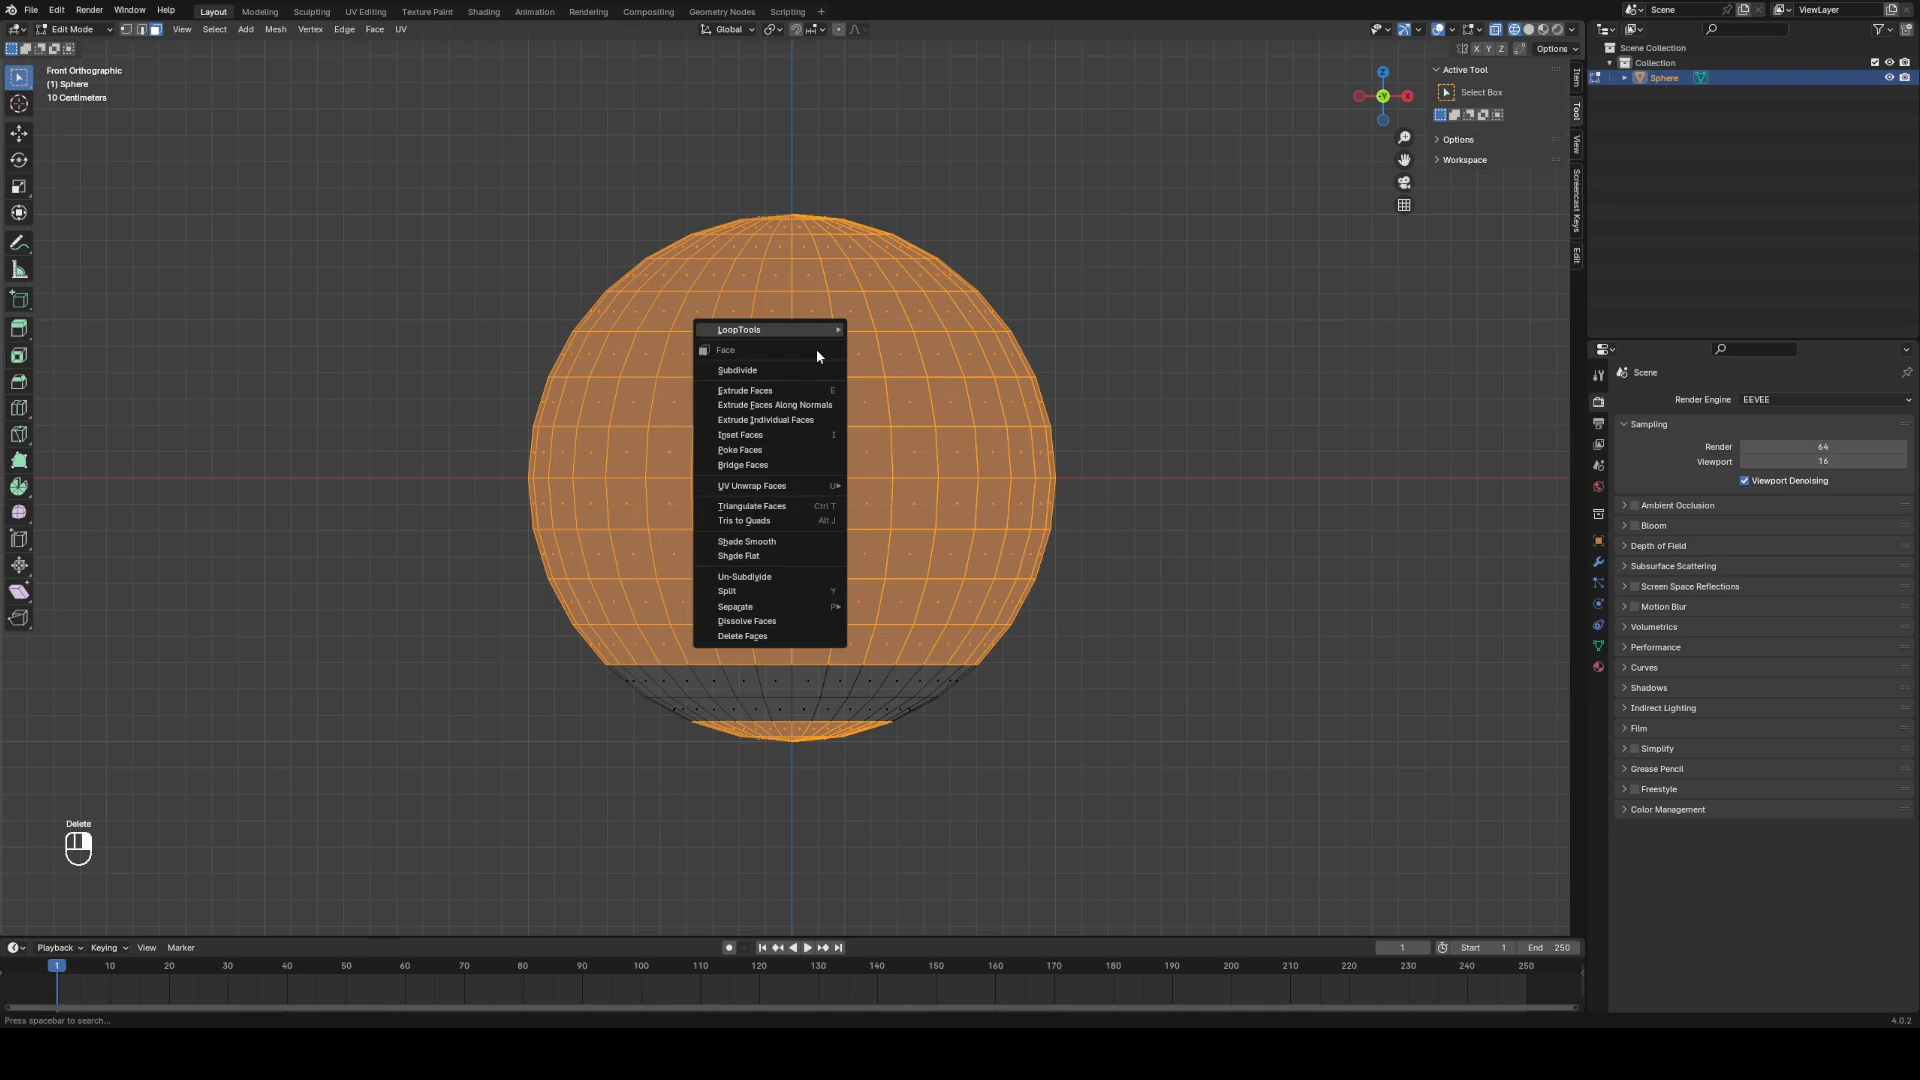 File Edit Render Window Help Layout Modeling Sculpting UV Editing Texture Paint Shading Animation Rendering Compositing Geometry Nodes Scripting + Scene ViewLayer
Edit Mode View Select Add Mesh Vertex Edge Face UV Global
X Y Z Options
Front Orthographic
(1) Sphere
10 Centimeters
Z
-Y
X
Active Tool
Select Box
Options
Workspace
Item
Tool
View
Screencast Keys
Edit
Scene Collection
Collection
Sphere
LoopTools
Face
Subdivide
Extrude Faces E
Extrude Faces Along Normals
Extrude Individual Faces
Inset Faces I
Poke Faces
Bridge Faces
UV Unwrap Faces U
Triangulate Faces Ctrl T
Tris to Quads Alt J
Shade Smooth
Shade Flat
Un-Subdivide
Split Y
Separate P
Dissolve Faces
Delete Faces
Delete
Scene
Render Engine EEVEE
Sampling
Render 64
Viewport 16
Viewport Denoising
Ambient Occlusion
Bloom
Depth of Field
Subsurface Scattering
Screen Space Reflections
Motion Blur
Volumetrics
Performance
Curves
Shadows
Indirect Lighting
Film
Simplify
Grease Pencil
Freestyle
Color Management
Playback Keying View Marker 1 Start 1 End 250
1 10 20 30 40 50 60 70 80 90 100 110 120 130 140 150 160 170 180 190 200 210 220 230 240 250
Press spacebar to search... 4.0.2